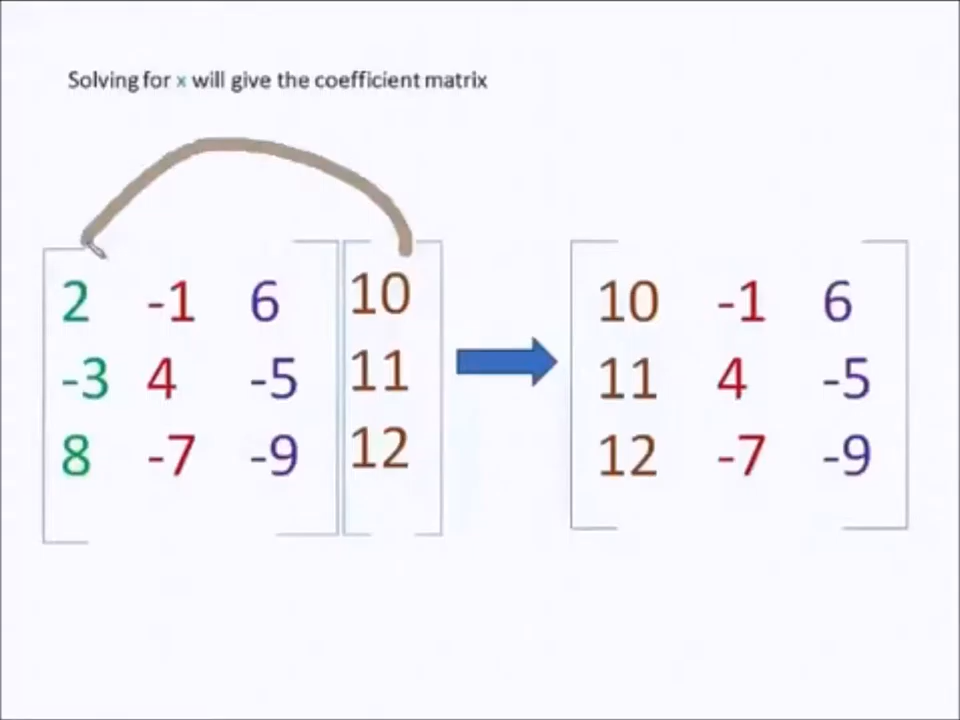 Solving for x will give the coefficient matrix
2 -1 6 10 10 -1 6
-3 4 -5 11 11 4 -5
8 -7 -9 12 12 -7 -9